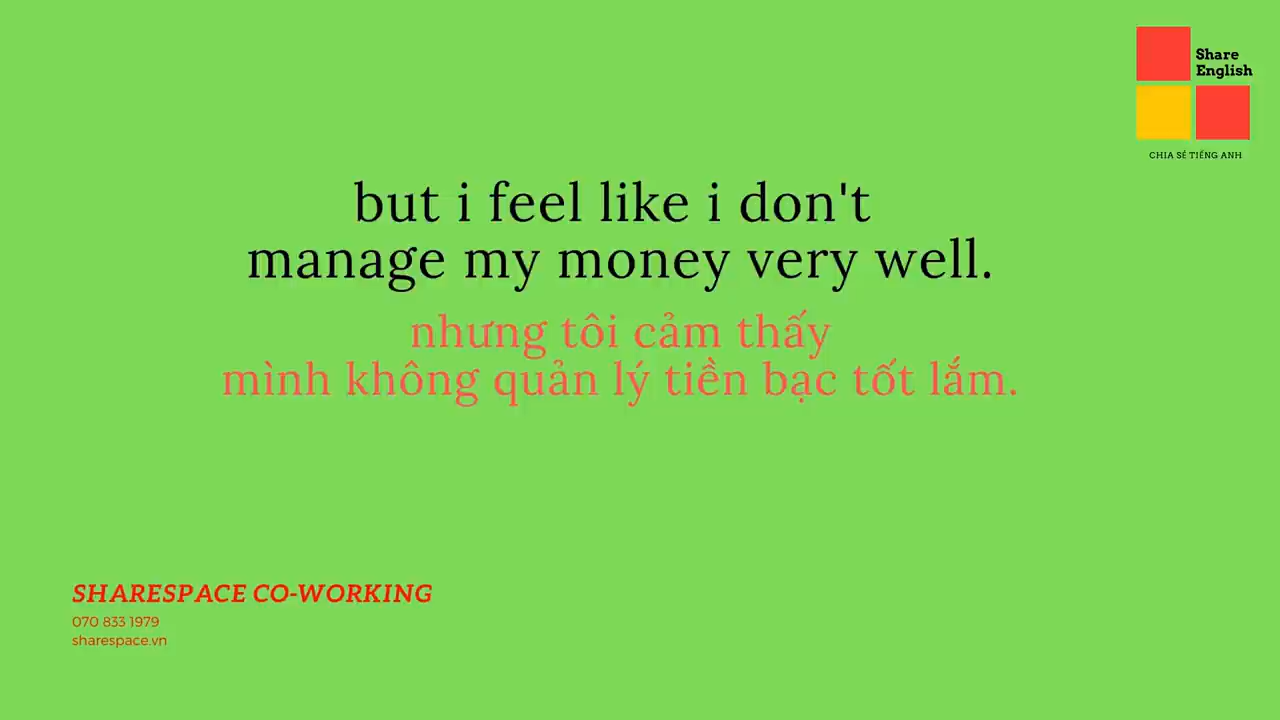 Share
English
CHIA SẺ TIẾNG ANH
but i feel like i don't
manage my money very well.
nhưng tôi cảm thấy
mình không quản lý tiền bạc tốt lắm.
SHARESPACE CO-WORKING
070 833 1979
sharespace.vn